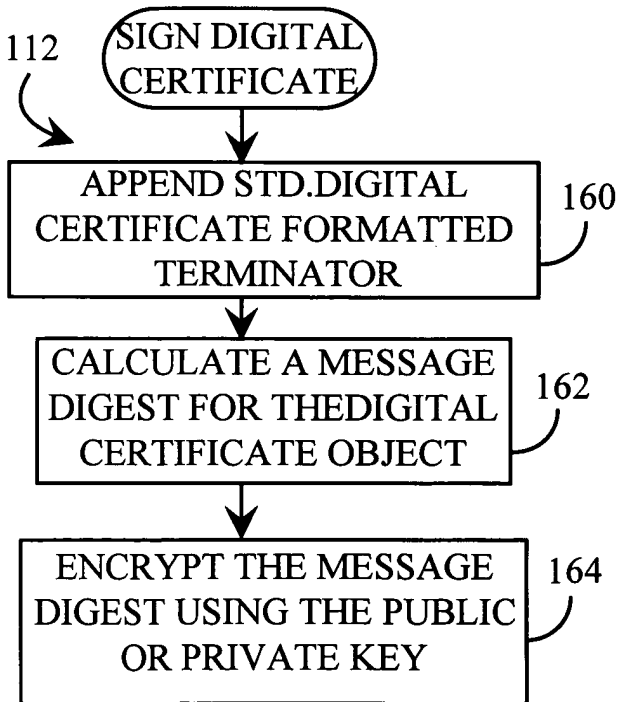 SIGN DIGITAL
CERTIFICATE
112
APPEND STD.DIGITAL
CERTIFICATE FORMATTED
TERMINATOR
160
CALCULATE A MESSAGE
DIGEST FOR THEDIGITAL
CERTIFICATE OBJECT
162
ENCRYPT THE MESSAGE
DIGEST USING THE PUBLIC
OR PRIVATE KEY
164